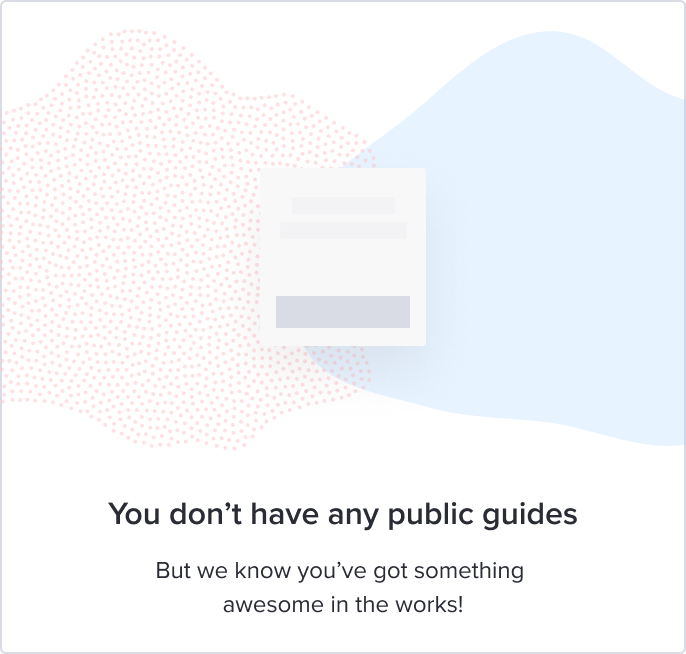 You don’t have any public guides
But we know you’ve got something
awesome in the works!